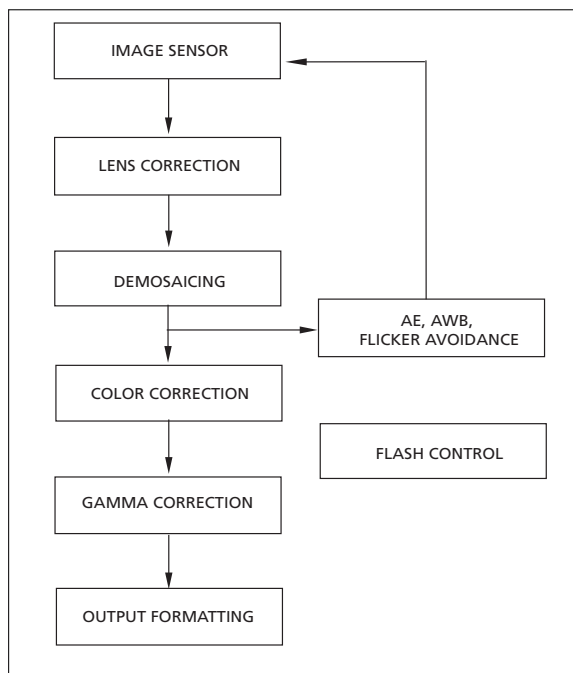 IMAGE SENSOR
LENS CORRECTION
DEMOSAICING
AE, AWB,
FLICKER AVOIDANCE
COLOR CORRECTION
FLASH CONTROL
GAMMA CORRECTION
OUTPUT FORMATTING